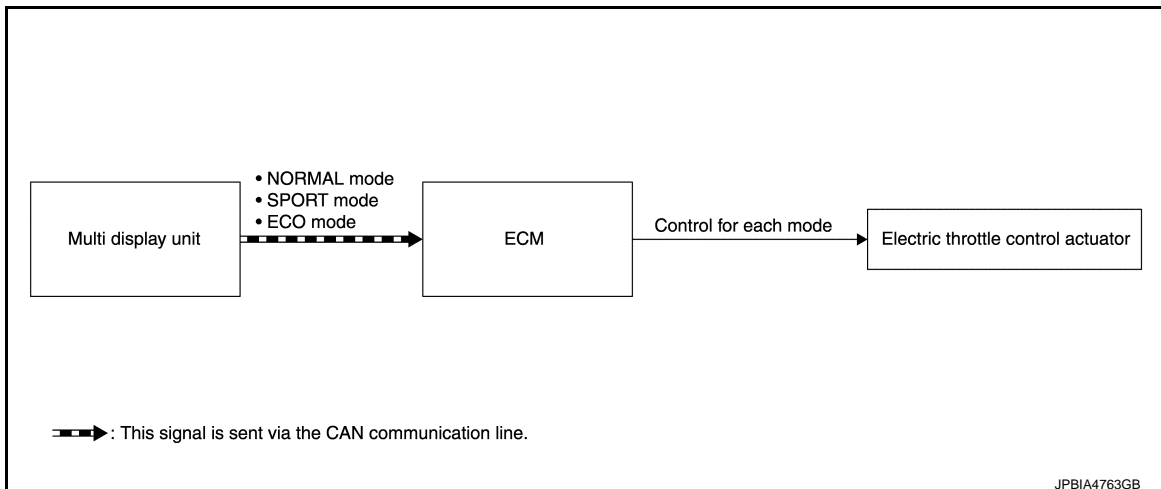 • NORMAL mode
• SPORT mode
• ECO mode
Multi display unit
ECM
Control for each mode
Electric throttle control actuator
: This signal is sent via the CAN communication line.
JPBIA4763GB